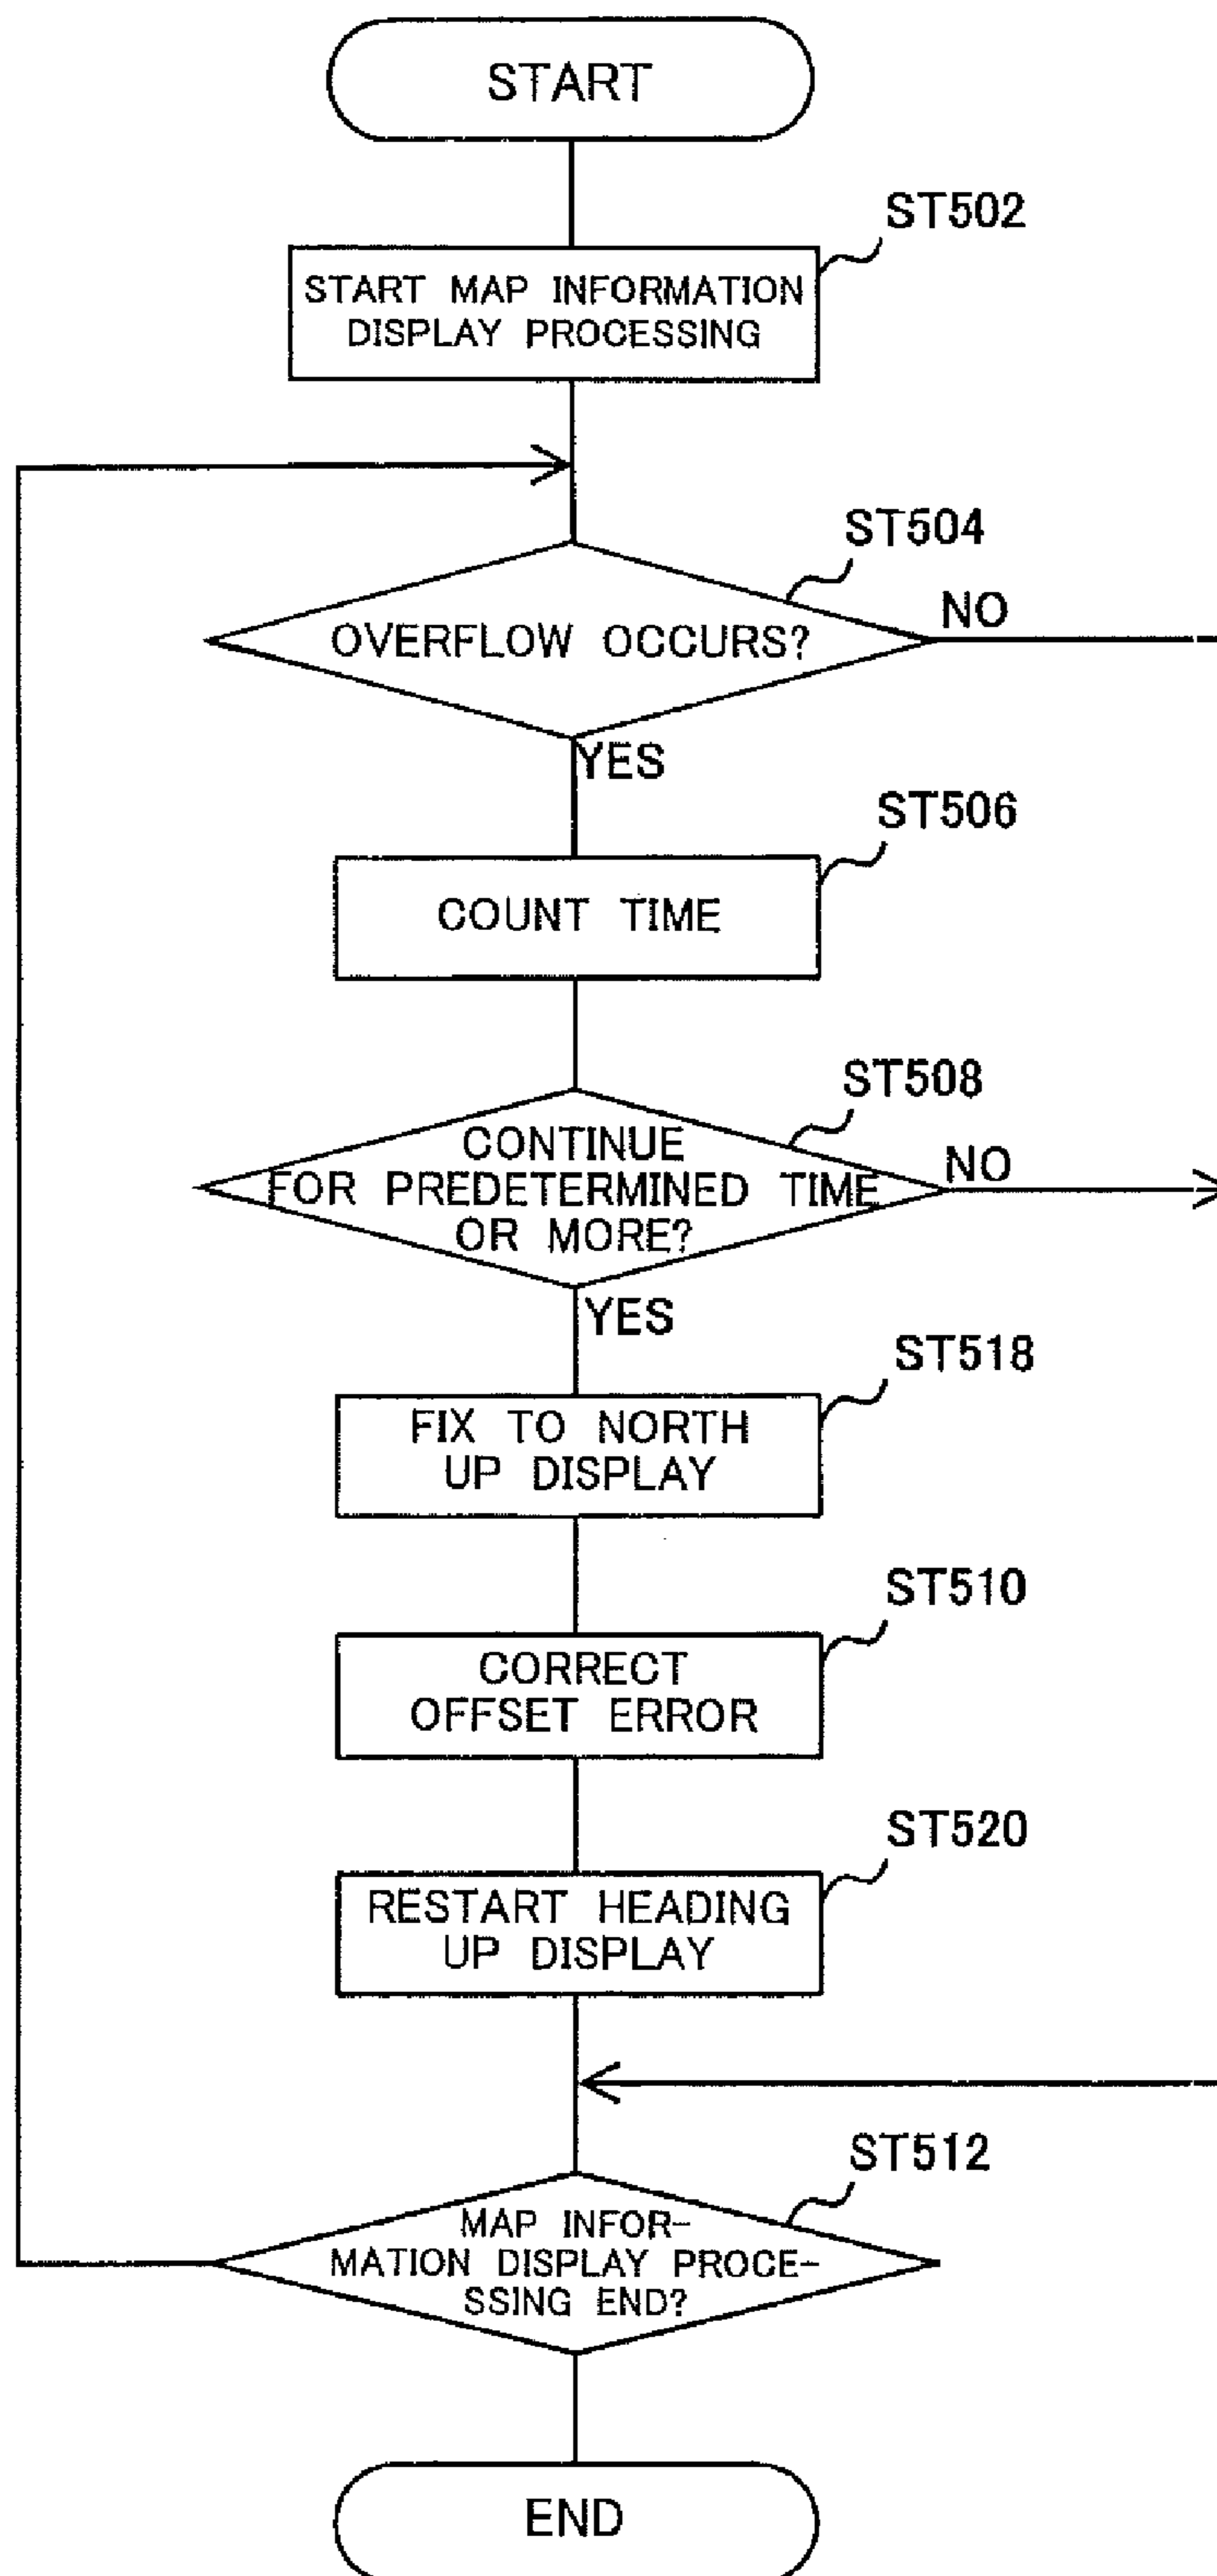 START
ST502
START MAP INFORMATION
DISPLAY PROCESSING
ST504
OVERFLOW OCCURS?
NO
YES
ST506
COUNT TIME
ST508
CONTINUE
FOR PREDETERMINED TIME
OR MORE?
NO
YES
ST518
FIX TO NORTH
UP DISPLAY
ST510
CORRECT
OFFSET ERROR
ST520
RESTART HEADING
UP DISPLAY
ST512
MAP INFOR-
MATION DISPLAY PROCE-
SSING END?
END